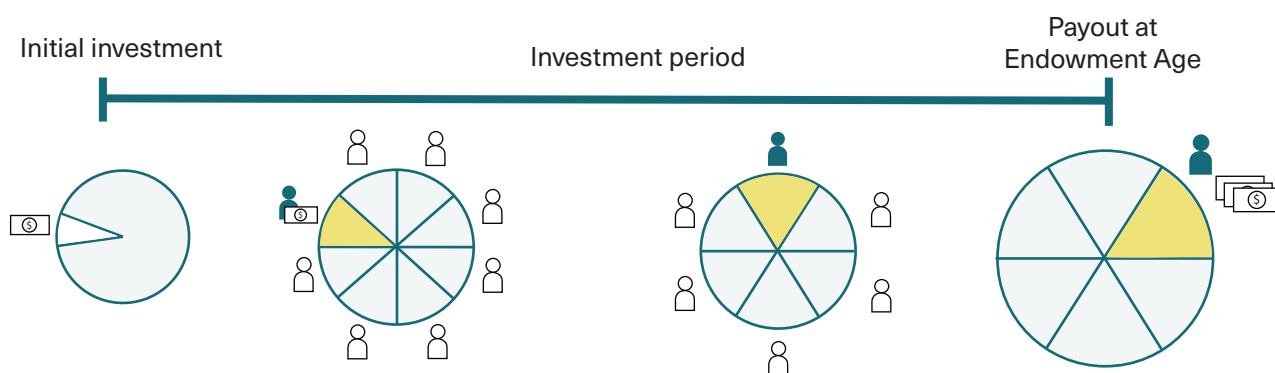 Initial investment
Investment period
Payout at
Endowment Age
$
$
$